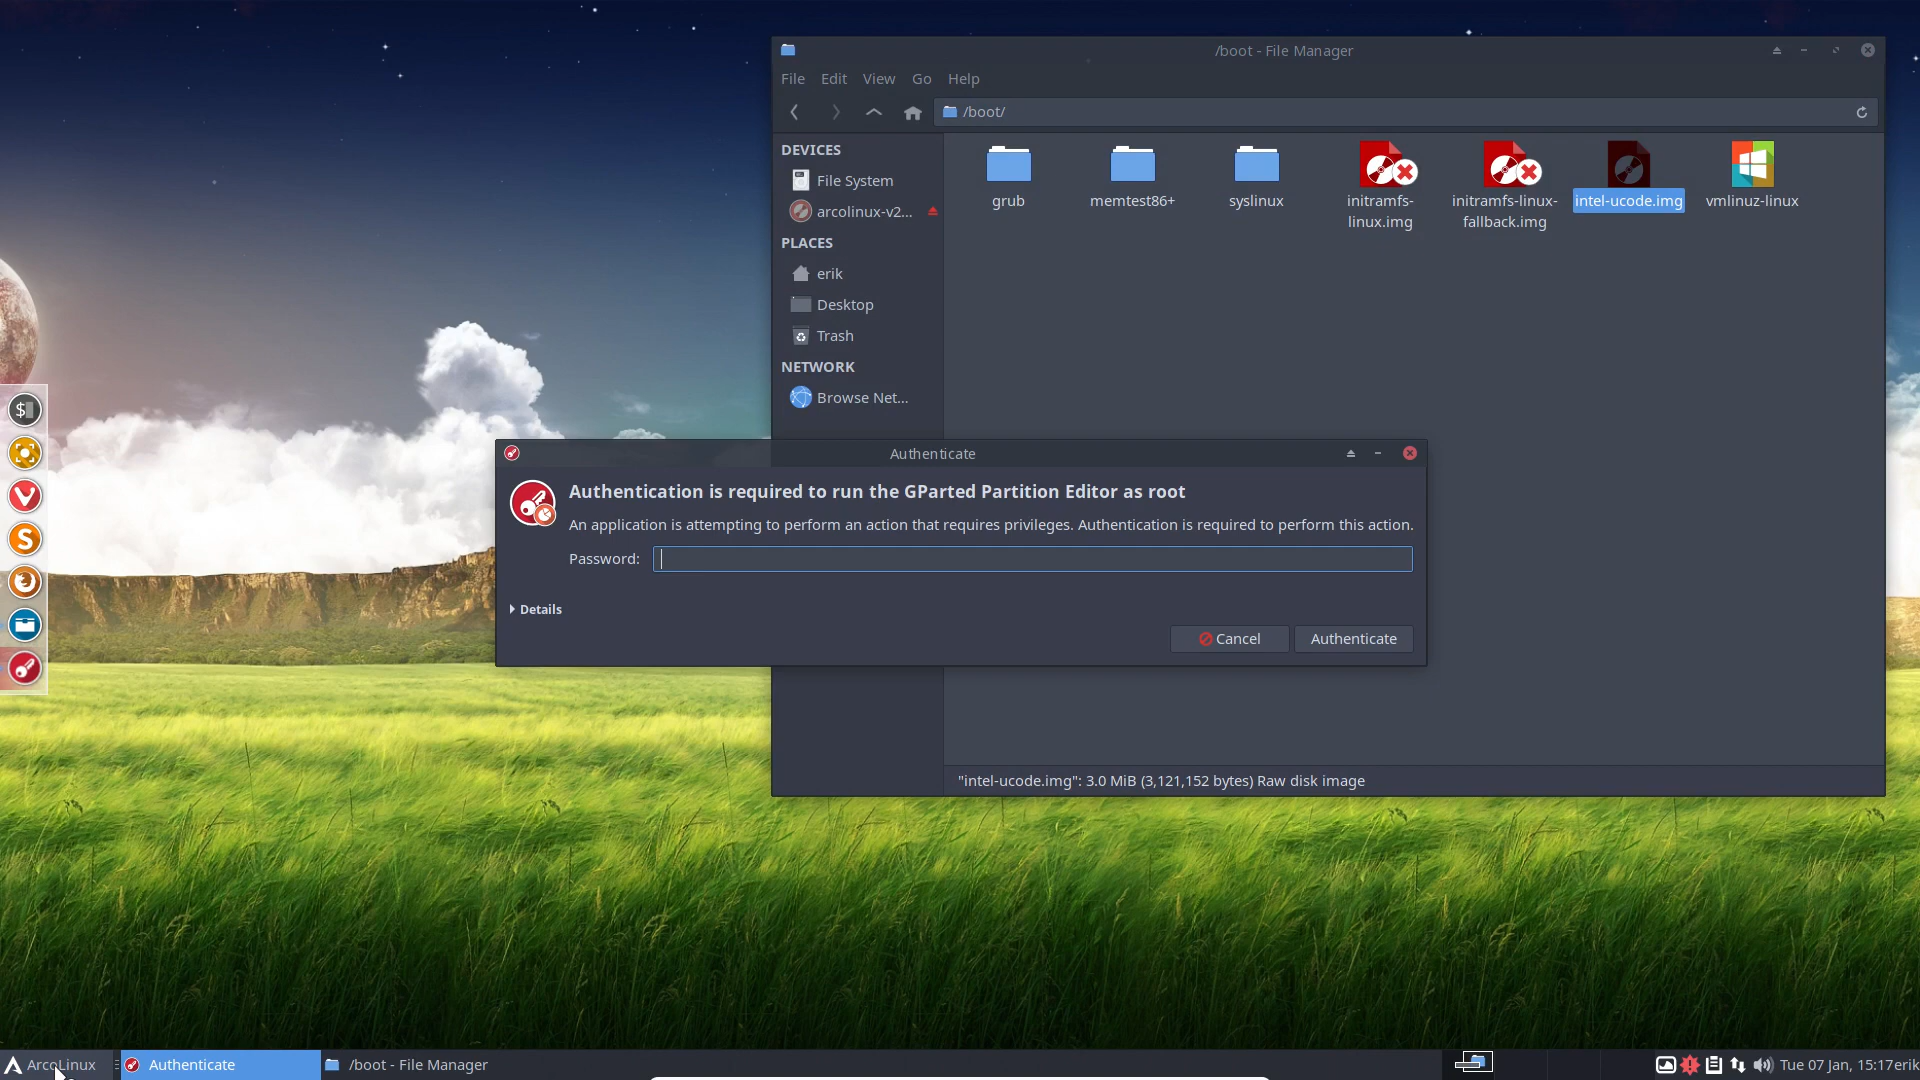 /boot - File Manager
File Edit View Go Help
/boot/
DEVICES
File System
arcolinux-v2...
PLACES
erik
Desktop
Trash
NETWORK
Browse Net...
grub
memtest86+
syslinux
initramfs-
linux.img
initramfs-linux-
fallback.img
intel-ucode.img
vmlinuz-linux
Authenticate
Authentication is required to run the GParted Partition Editor as root
An application is attempting to perform an action that requires privileges. Authentication is required to perform this action.
Password:
Details
Cancel
Authenticate
"intel-ucode.img": 3.0 MiB (3,121,152 bytes) Raw disk image
$
S
ArcoLinux
Authenticate
/boot - File Manager
Tue 07 Jan, 15:17
erik